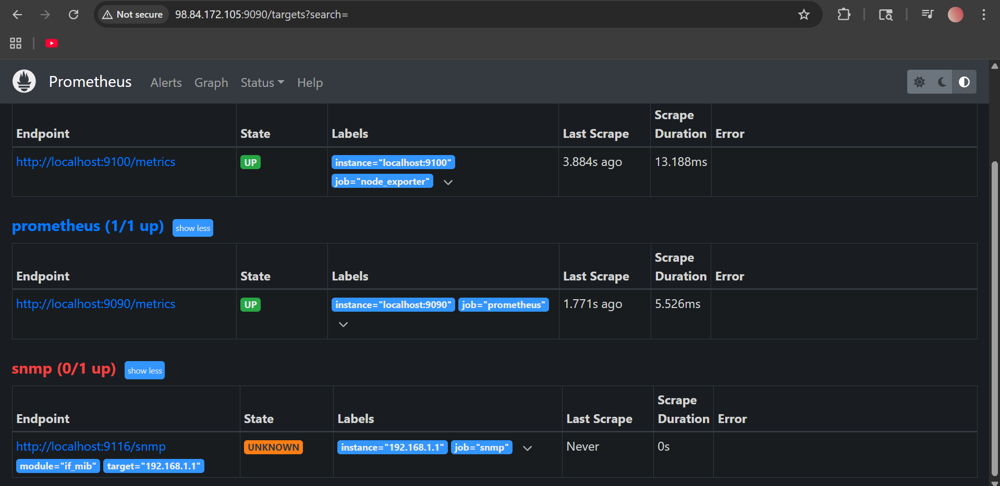 Not secure 98.84.172.105:9090/targets?search=
Prometheus Alerts Graph Status Help
Endpoint State Labels Last Scrape Scrape Duration Error
http://localhost:9100/metrics UP instance="localhost:9100" 3.884s ago 13.188ms
job="node_exporter"
prometheus (1/1 up) show less
Endpoint State Labels Last Scrape Scrape Duration Error
http://localhost:9090/metrics UP instance="localhost:9090" job="prometheus" 1.771s ago 5.526ms
snmp (0/1 up) show less
Endpoint State Labels Last Scrape Scrape Duration Error
http://localhost:9116/snmp UNKNOWN instance="192.168.1.1" job="snmp" Never 0s
module="if_mib" target="192.168.1.1"